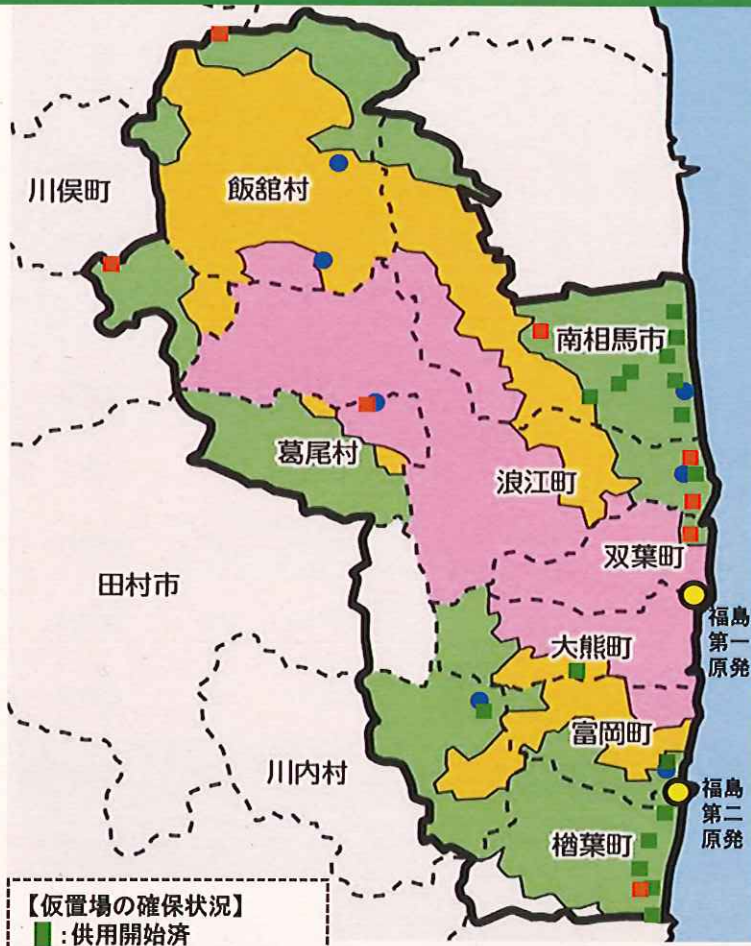 川俣町
飯舘村
南相馬市
葛尾村
浪江町
田村市
双葉町
福島
第一
原発
大熊町
富岡町
川内村
福島
第二
原発
楢葉町
【仮置場の確保状況】
:供用開始済